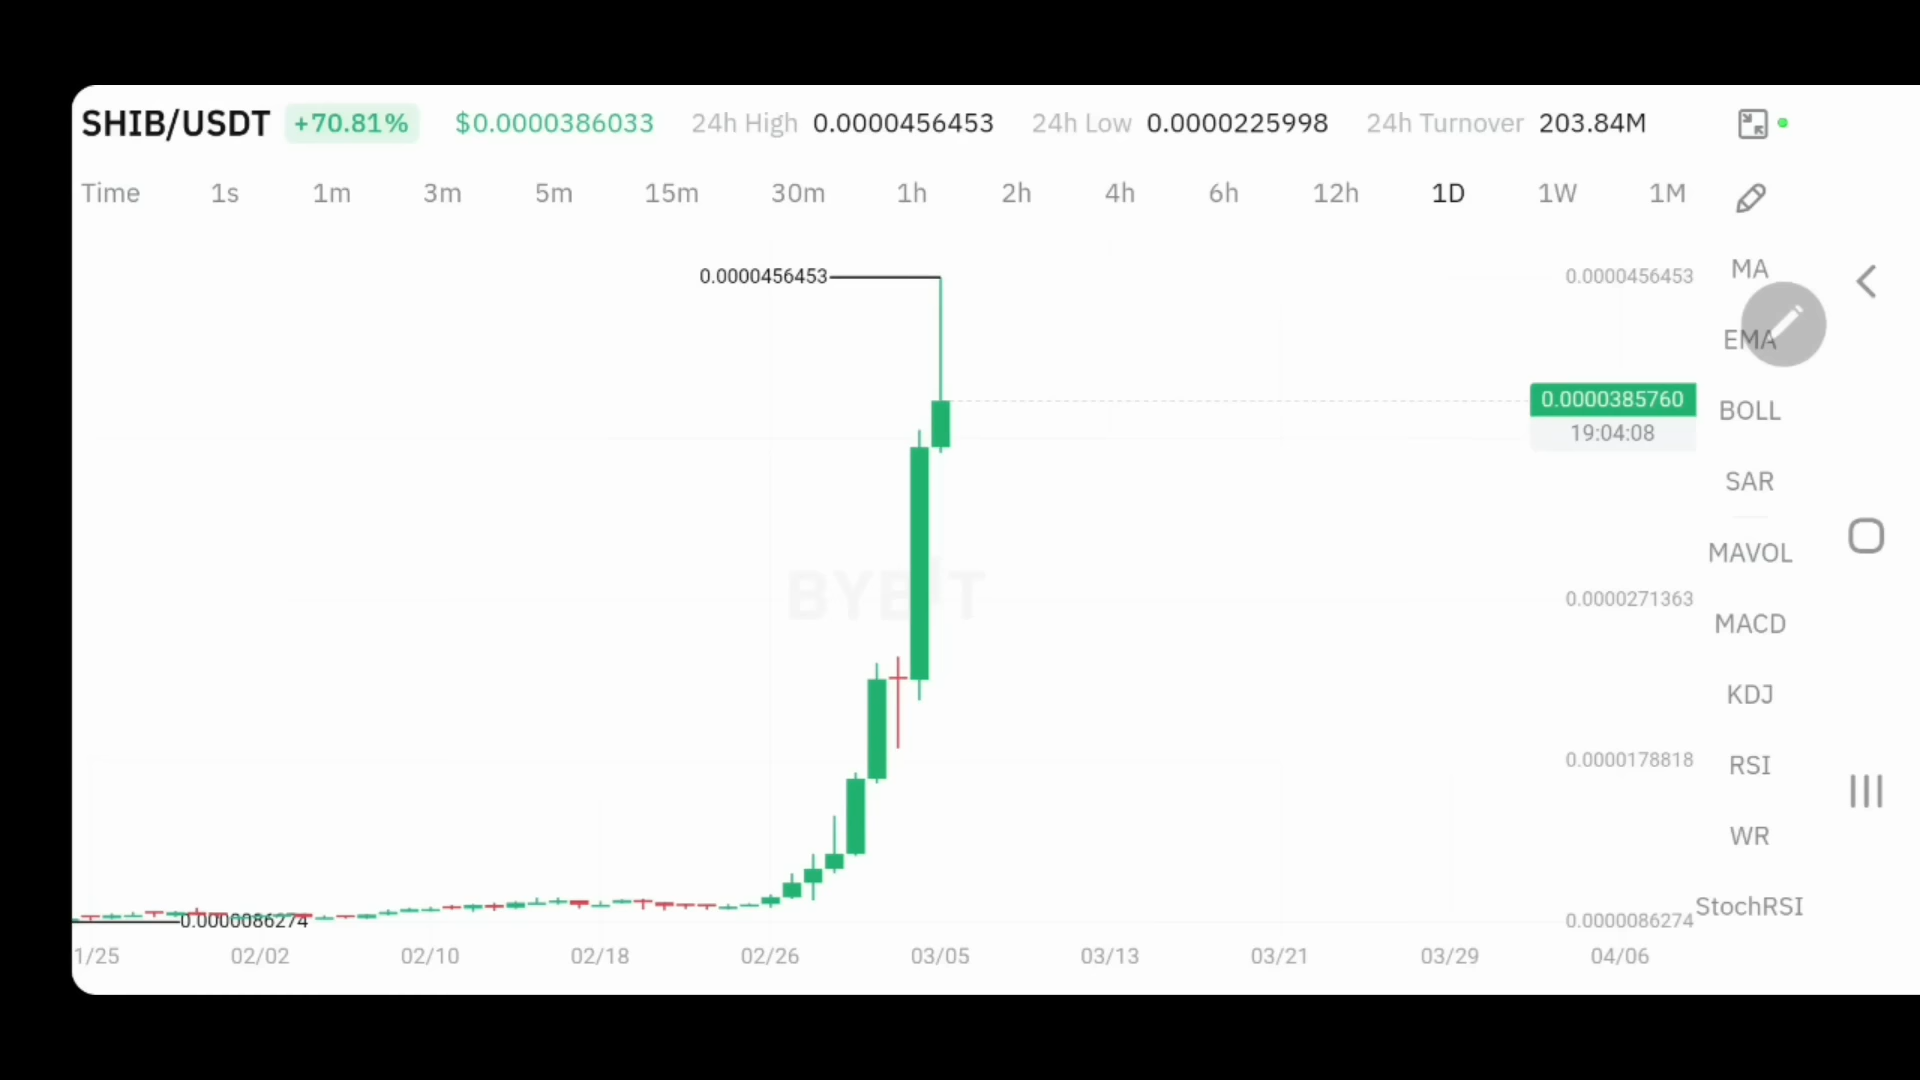 SHIB/USDT +70.81% $0.0000386033 24h High 0.0000456453 24h Low 0.0000225998 24h Turnover 203.84M
Time 1s 1m 3m 5m 15m 30m 1h 2h 4h 6h 12h 1D 1W 1M
MA
0.0000456453 0.0000456453
EMA
0.0000385760
BOLL
19:04:08
SAR
MAVOL
BYBIT
0.0000271363
MACD
KDJ
0.0000178818
RSI
WR
StochRSI
0.0000086274 0.0000086274
1/25 02/02 02/10 02/18 02/26 03/05 03/13 03/21 03/29 04/06